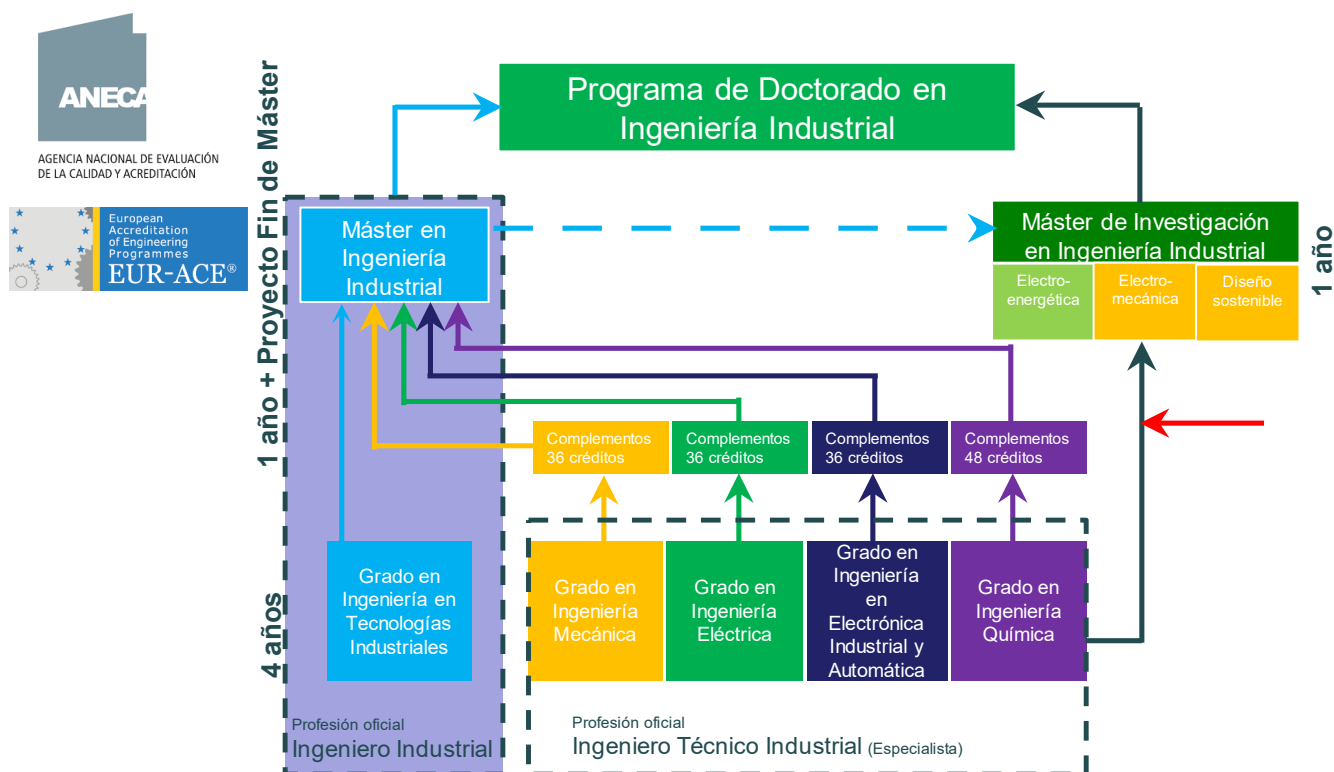 ANECA
AGENCIA NACIONAL DE EVALUACIÓN
DE LA CALIDAD Y ACREDITACIÓN
European
Accreditation
of Engineering
Programmes
EUR-ACE®
1 año + Proyecto Fin de Máster
4 años
Programa de Doctorado en
Ingeniería Industrial
Máster en
Ingeniería
Industrial
Máster de Investigación
en Ingeniería Industrial
Electro-
energética
Electro-
mecánica
Diseño
sostenible
1 año
Complementos
36 créditos
Complementos
36 créditos
Complementos
36 créditos
Complementos
48 créditos
Grado en
Ingeniería en
Tecnologías
Industriales
Grado en
Ingeniería
Mecánica
Grado en
Ingeniería
Eléctrica
Grado en
Ingeniería
en
Electrónica
Industrial y
Automática
Grado en
Ingeniería
Química
Profesión oficial
Ingeniero Industrial
Profesión oficial
Ingeniero Técnico Industrial (Especialista)